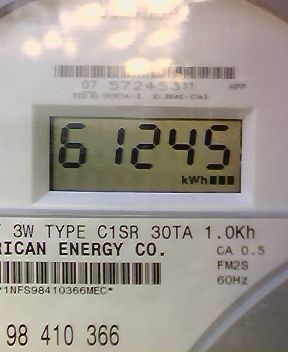 07 57245311 HPP
61245
kWh
3W TYPE C1SR 30TA 1.0Kh
RICAN ENERGY CO.
CA 0.5
FM2S
60Hz
*1NFS98410366MEC*
98 410 366